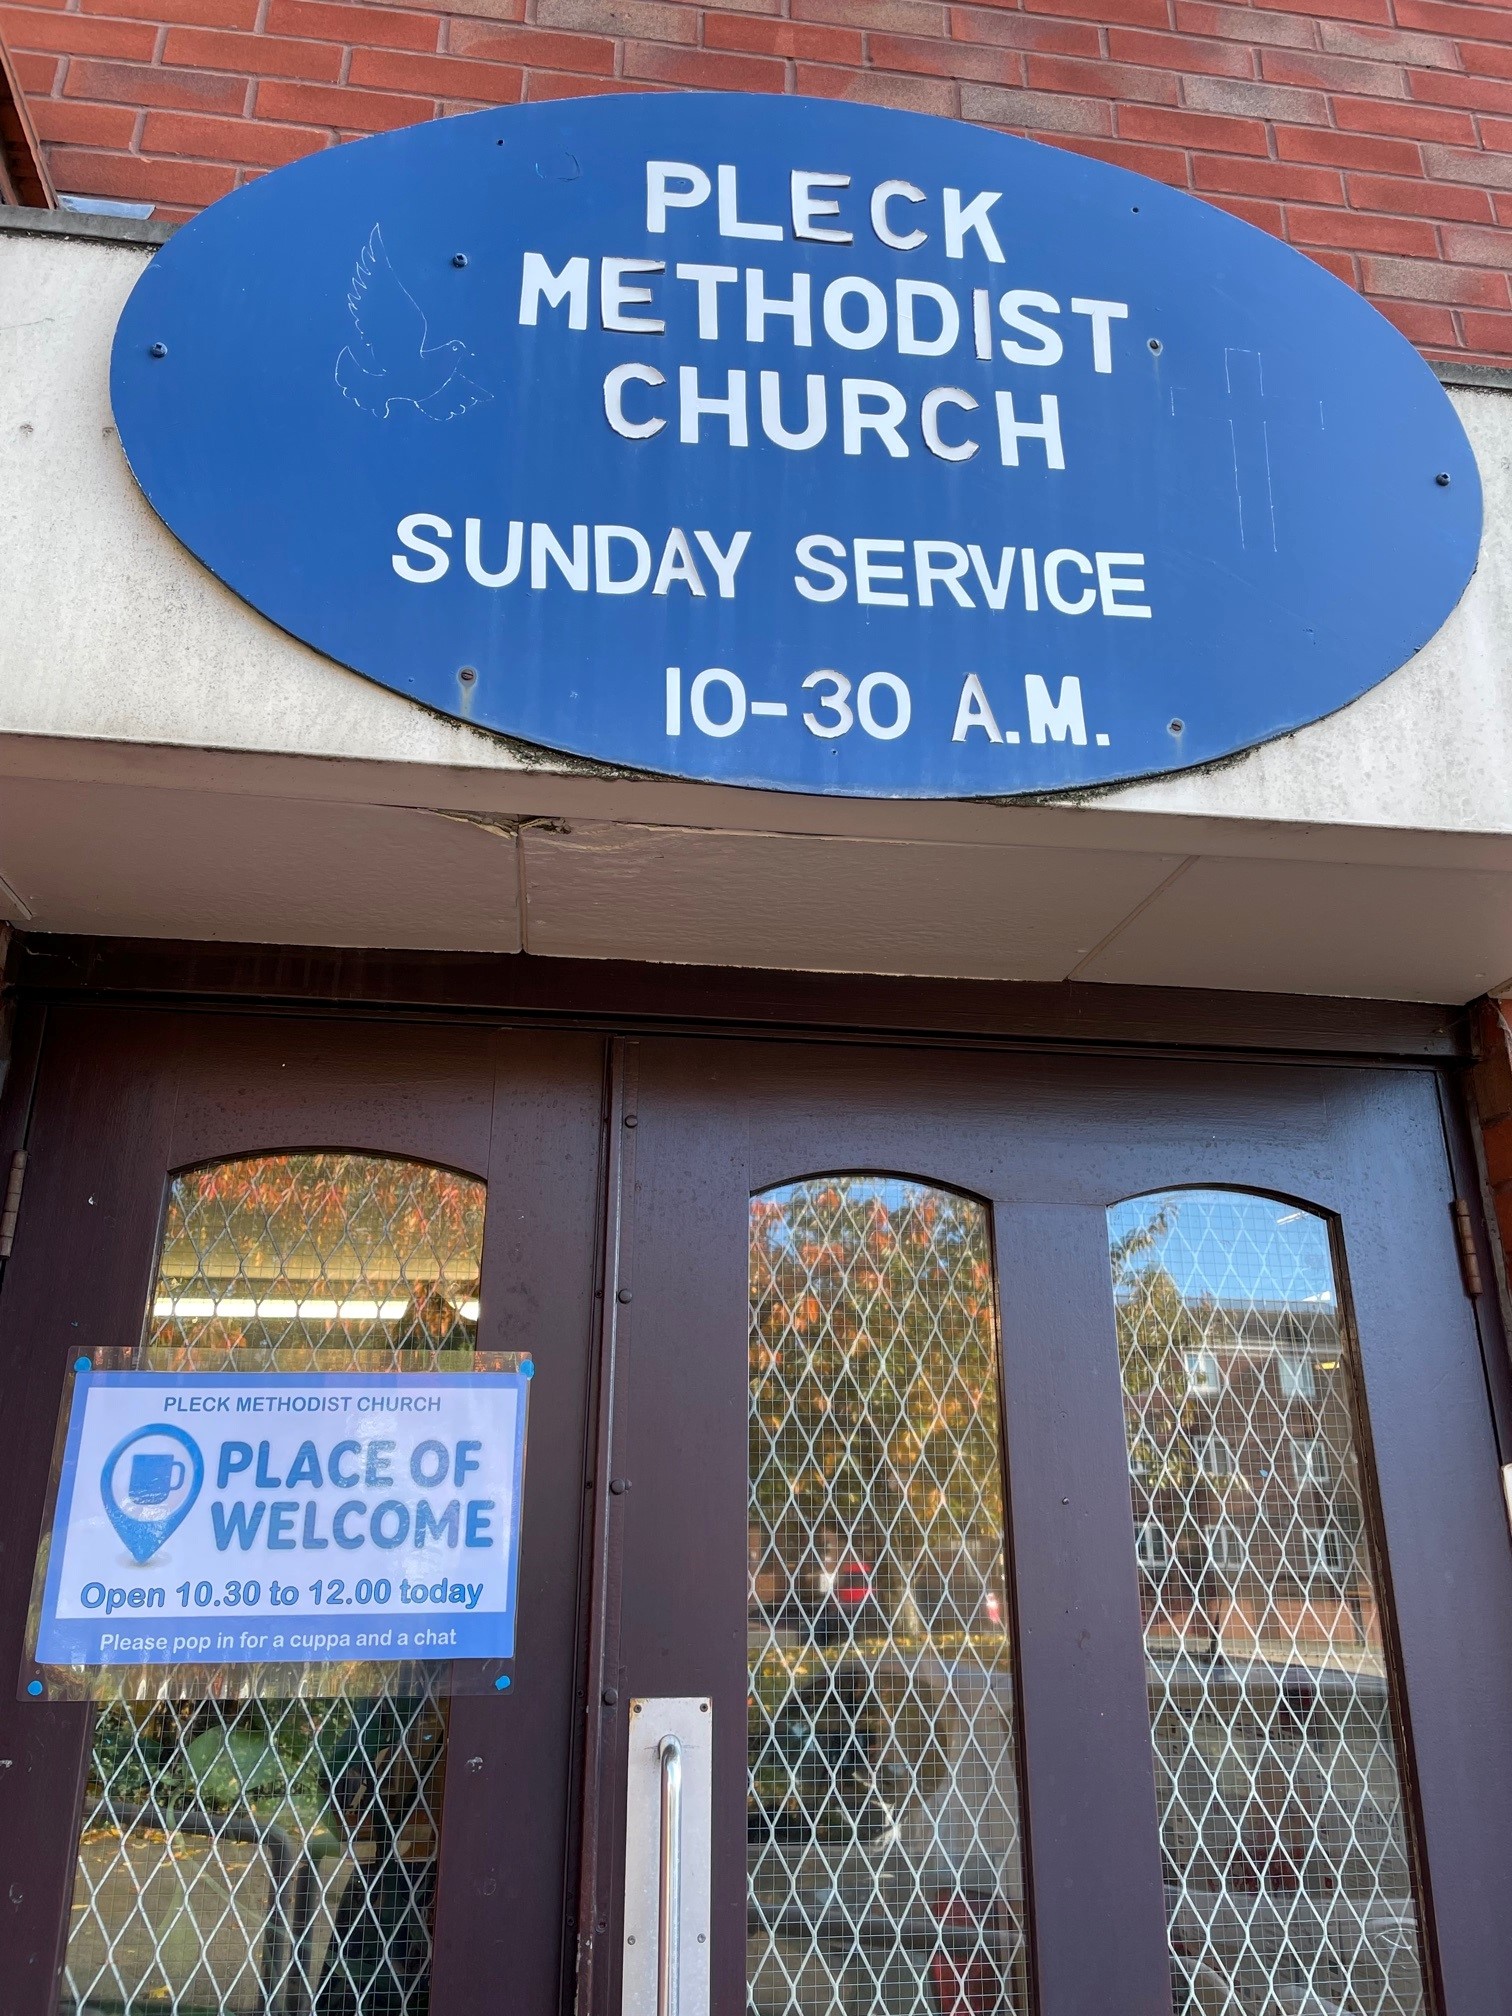 PLECK
METHODIST
CHURCH
SUNDAY SERVICE
10-30 A.M.
PLECK METHODIST CHURCH
PLACE OF
WELCOME
Open 10.30 to 12.00 today
Please pop in for a cuppa and a chat